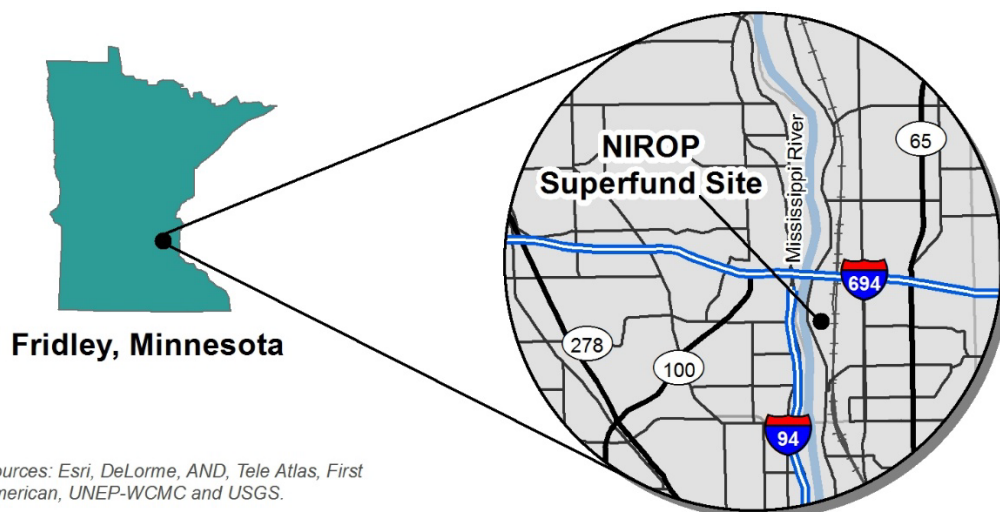 NIROP
Superfund Site
Mississippi River
65
694
278
100
94
Fridley, Minnesota
ources: Esri, DeLorme, AND, Tele Atlas, First
merican, UNEP-WCMC and USGS.